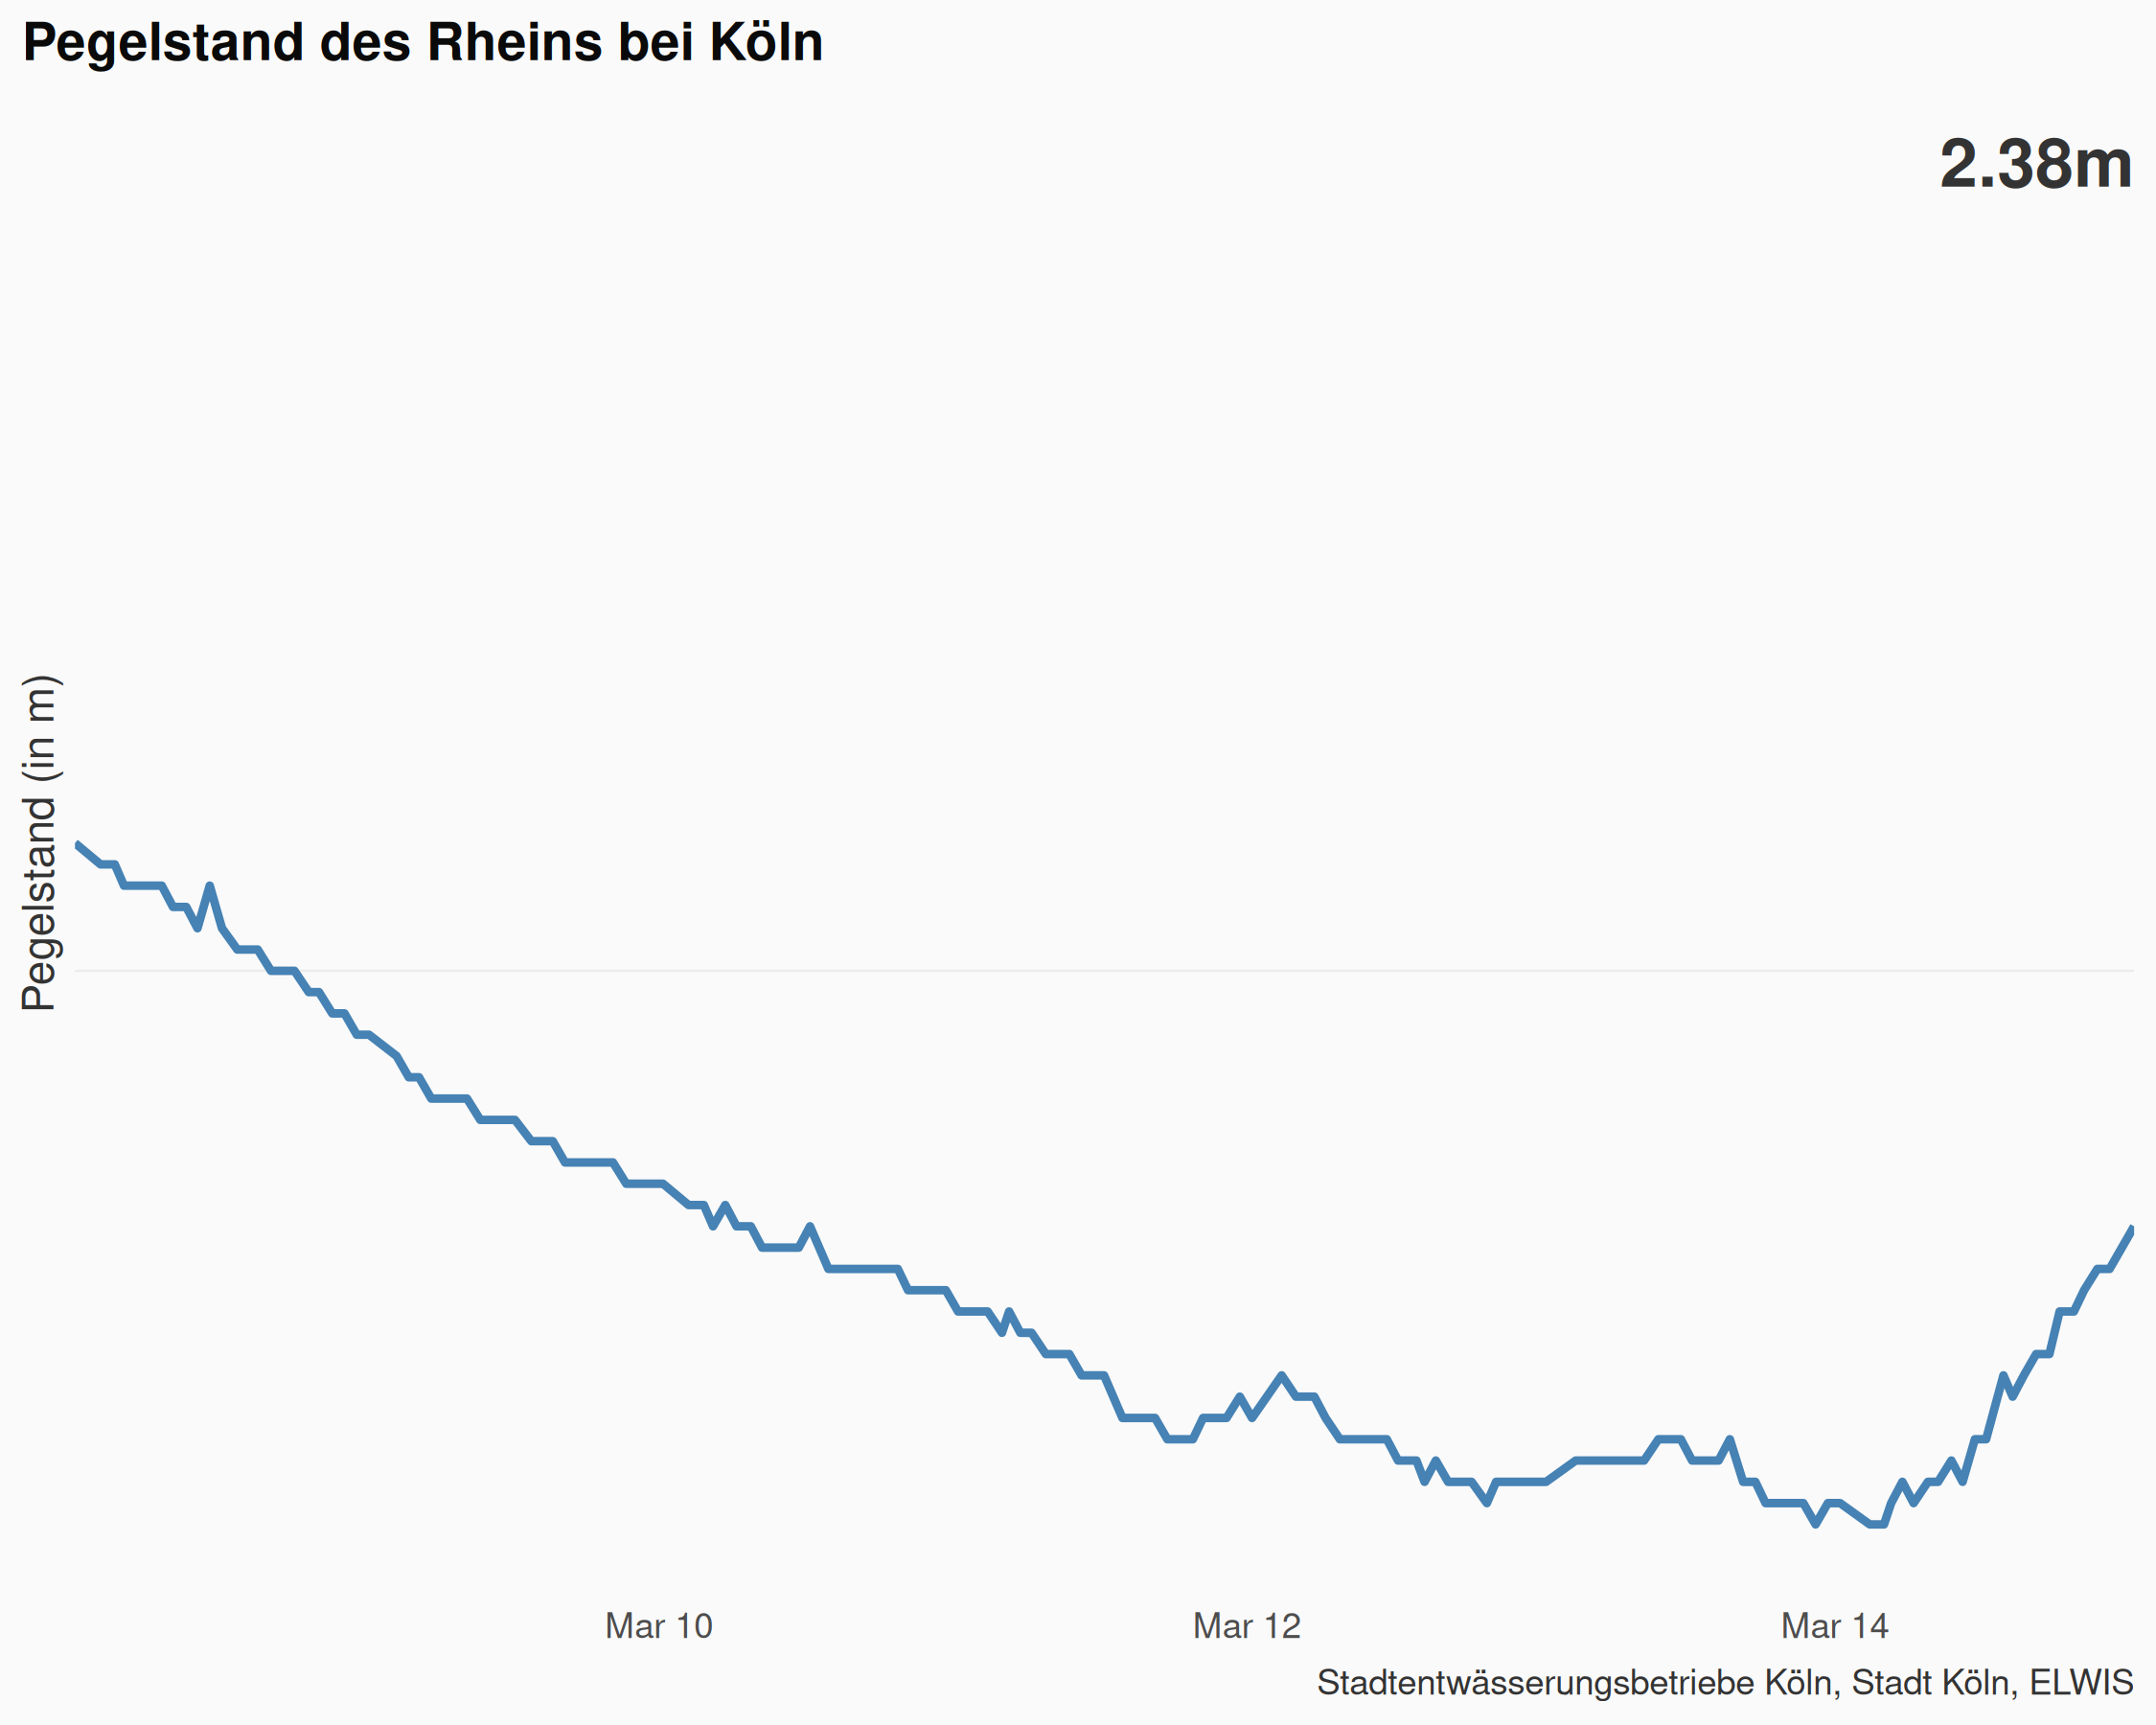 Pegelstand des Rheins bei Köln
2.38m
Pegelstand (in m)
Mar 10
Mar 12
Mar 14
Stadtentwässerungsbetriebe Köln, Stadt Köln, ELWIS